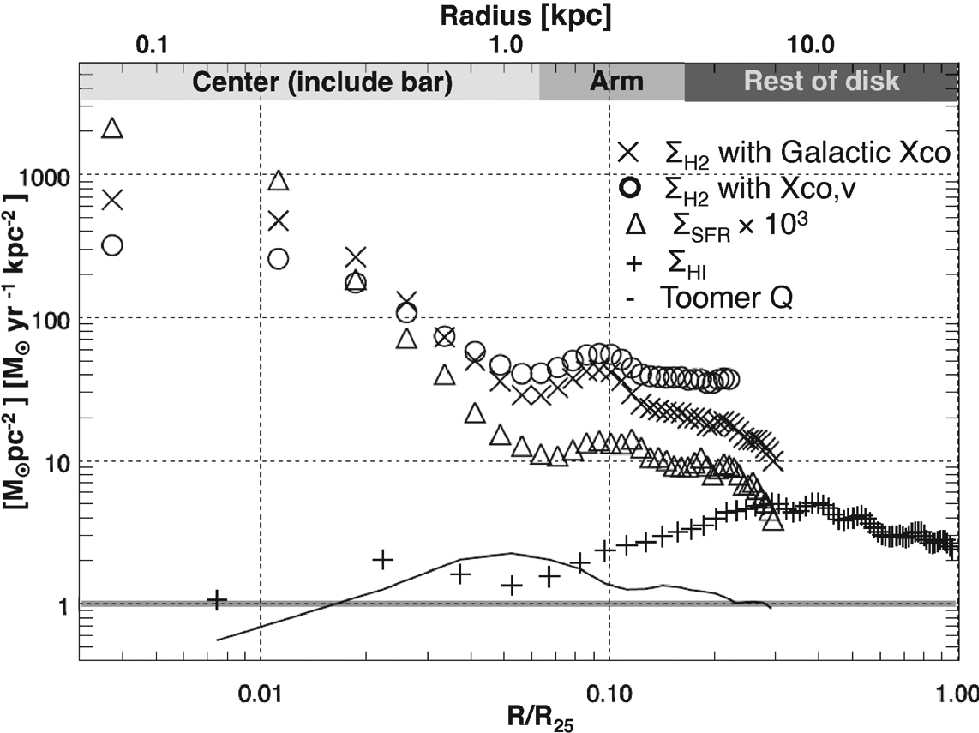 Radius [kpc]
0.1 1.0 10.0
Center (include bar) Arm Rest of disk
Σ_H2 with Galactic Xco
Σ_H2 with Xco,v
Σ_SFR × 10³
Σ_HI
- Toomer Q
1000
100
10
1
[M⊙pc⁻²] [M⊙ yr⁻¹ kpc⁻²]
0.01 0.10 1.00
R/R₂₅